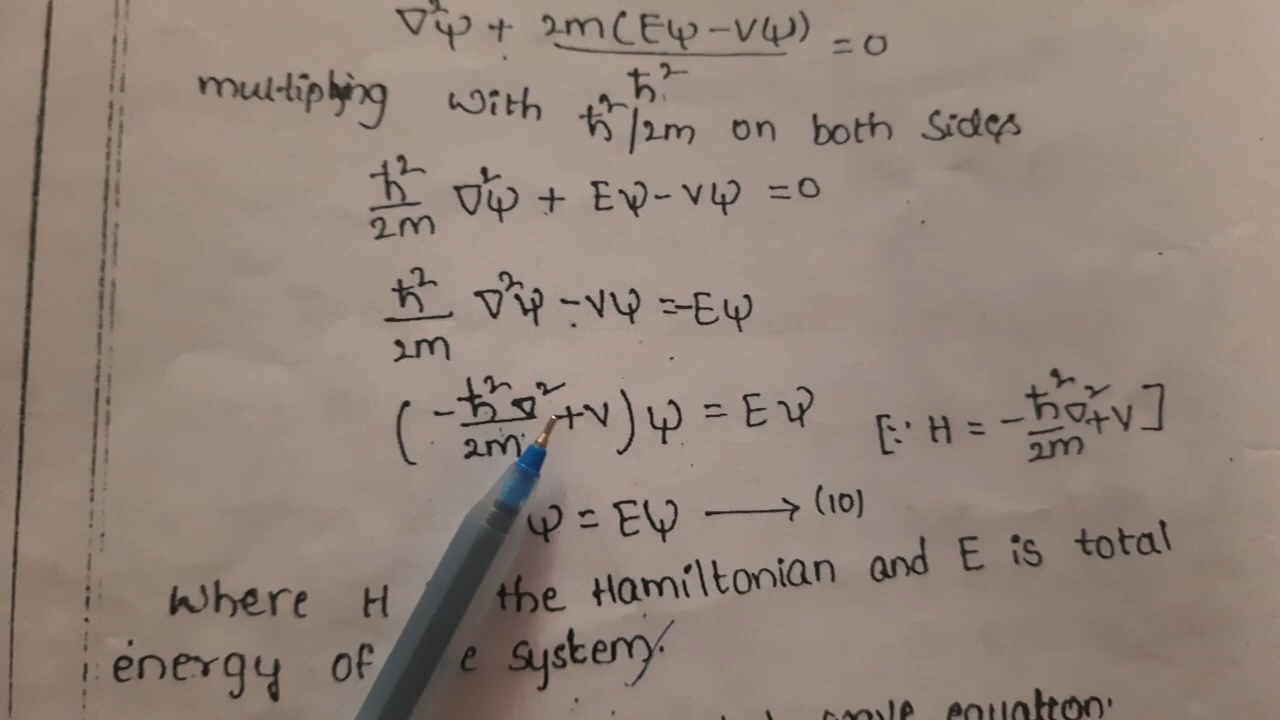 ∇²ψ + 2m(Eψ-Vψ)/ħ² = 0
multiplying with ħ²/2m on both sides
ħ²/2m ∇²ψ + Eψ-Vψ = 0
ħ²/2m ∇²ψ - Vψ = -Eψ
(-ħ²/2m ∇² + V)ψ = Eψ [∵ H = -ħ²/2m ∇² + V]
ψ = Eψ ⟶ (10)
Where H the Hamiltonian and E is total
energy of e system.
equation.